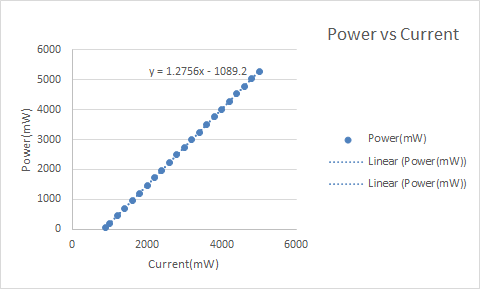 Power vs Current
6000
5000
4000
3000
2000
1000
0
Power(mW)
y = 1.2756x - 1089.2
0
2000
4000
6000
Current(mW)
Power(mW)
Linear (Power(mW))
Linear (Power(mW))